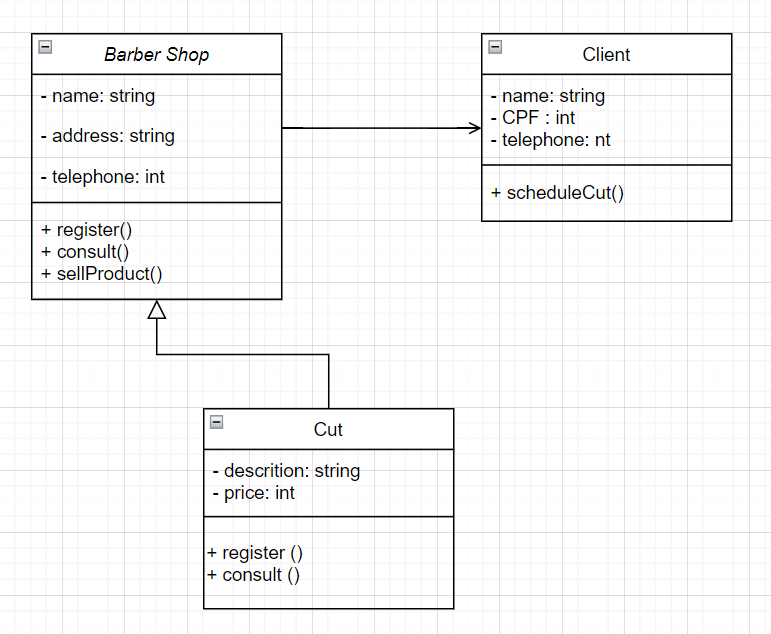 Barber Shop
- name: string
- address: string
- telephone: int
+ register()
+ consult()
+ sellProduct()
Client
- name: string
- CPF : int
- telephone: nt
+ scheduleCut()
Cut
- descrition: string
- price: int
+ register ()
+ consult ()